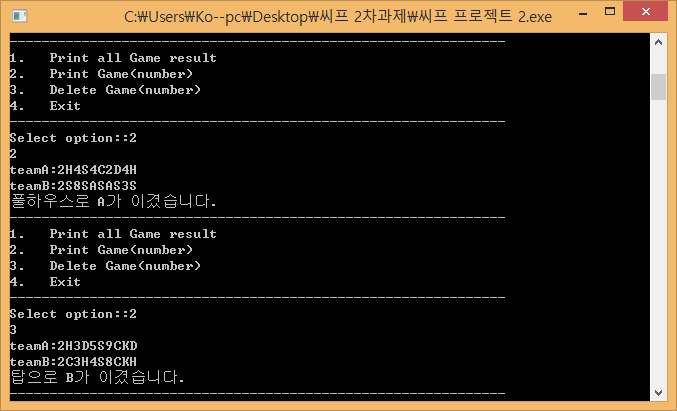 C:\Users\Ko--pc\Desktop\씨프 2차과제\씨프 프로젝트 2.exe
1. Print all Game result
2. Print Game(number)
3. Delete Game(number)
4. Exit
Select option::2
2
teamA:2H4S4C2D4H
teamB:2S8SASAS3S
풀하우스로 A가 이겼습니다.
1. Print all Game result
2. Print Game(number)
3. Delete Game(number)
4. Exit
Select option::2
3
teamA:2H3D5S9CKD
teamB:2C3H4S8CKH
탑으로 B가 이겼습니다.